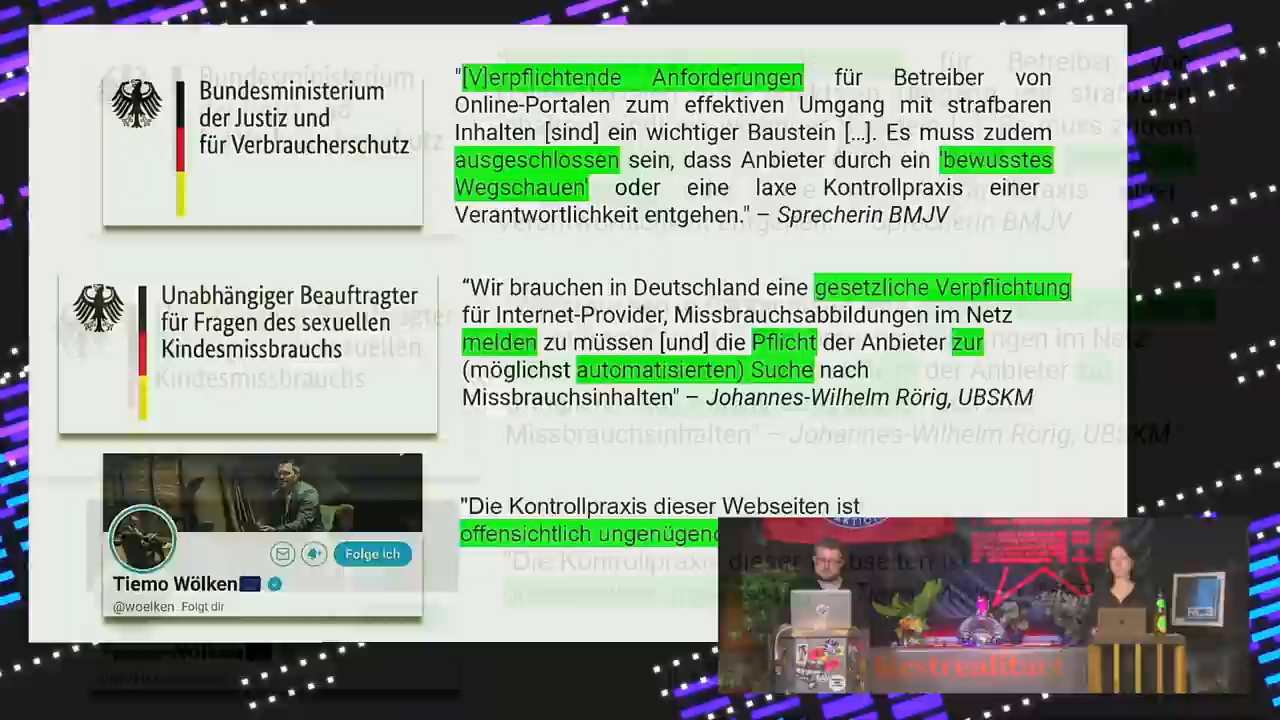 Bundesministerium
der Justiz und
für Verbraucherschutz
"[V]erpflichtende Anforderungen für Betreiber von
Online-Portalen zum effektiven Umgang mit strafbaren
Inhalten [sind] ein wichtiger Baustein [...]. Es muss zudem
ausgeschlossen sein, dass Anbieter durch ein 'bewusstes
Wegschauen' oder eine laxe Kontrollpraxis einer
Verantwortlichkeit entgehen." – Sprecherin BMJV
Unabhängiger Beauftragter
für Fragen des sexuellen
Kindesmissbrauchs
“Wir brauchen in Deutschland eine gesetzliche Verpflichtung
für Internet-Provider, Missbrauchsabbildungen im Netz
melden zu müssen [und] die Pflicht der Anbieter zur
(möglichst automatisierten) Suche nach
Missbrauchsinhalten" – Johannes-Wilhelm Rörig, UBSKM
Folge ich
Tiemo Wölken
@woelken Folgt dir
"Die Kontrollpraxis dieser Webseiten ist
offensichtlich ungenügend